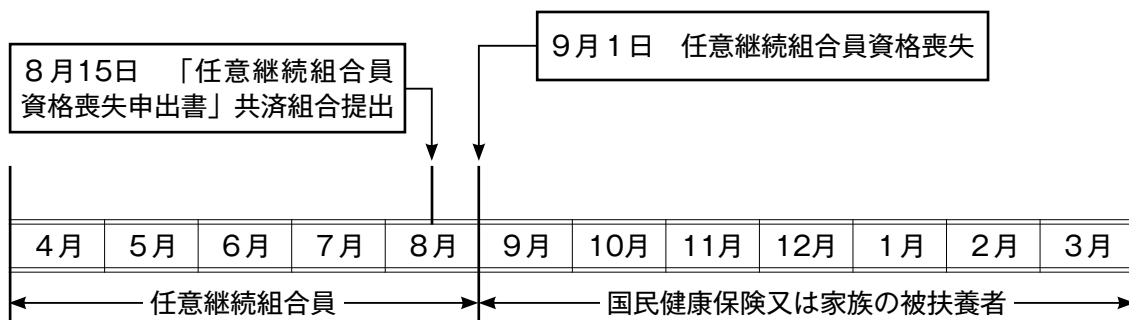 8月15日 「任意継続組合員
資格喪失申出書」共済組合提出
9月1日 任意継続組合員資格喪失
4月 5月 6月 7月 8月 9月 10月 11月 12月 1月 2月 3月
任意継続組合員 国民健康保険又は家族の被扶養者